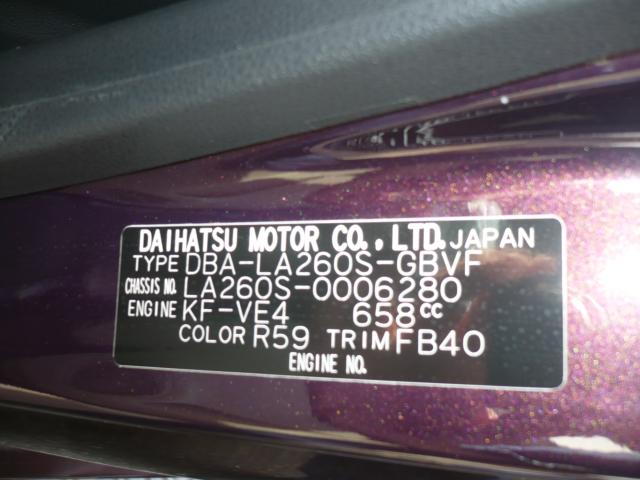 DAIHATSU MOTOR CO., LTD. JAPAN
TYPE DBA-LA260S-GBVF
CHASSIS NO. LA260S-0006280
ENGINE KF-VE4 658cc
COLOR R59 TRIM FB40
ENGINE NO.